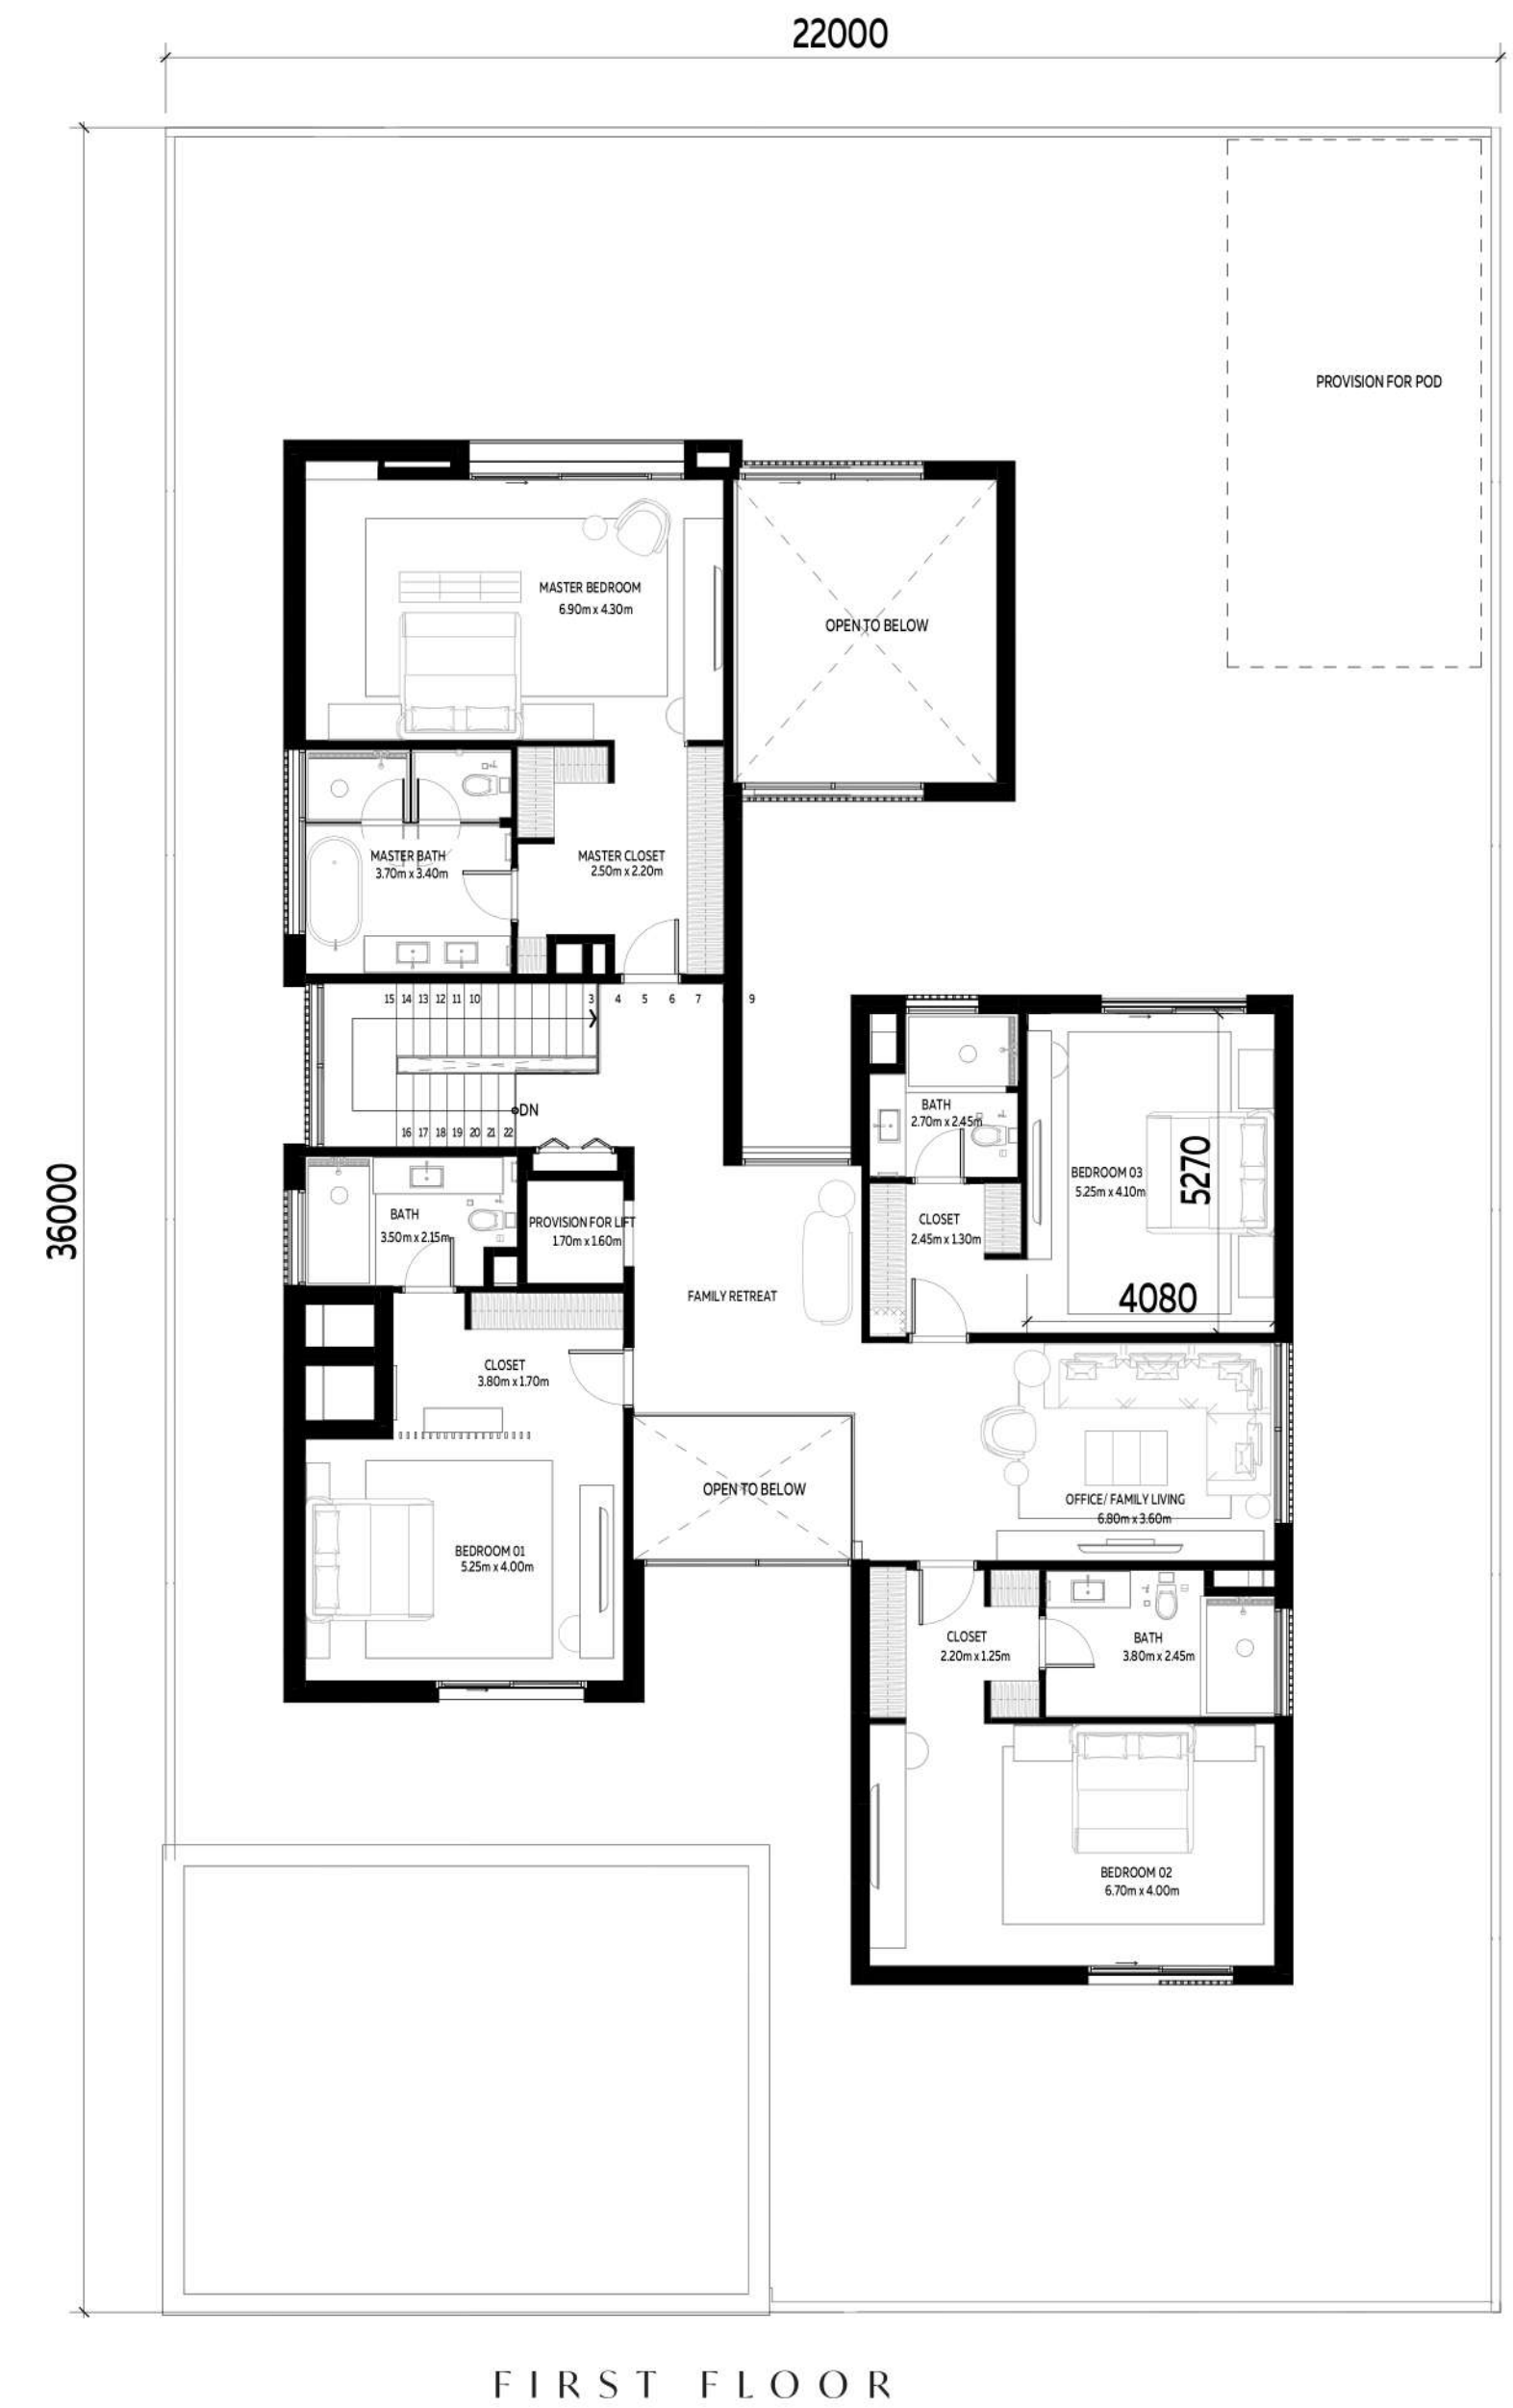 22000
PROVISION FOR POD
MASTER BEDROOM
6.90m x 4.30m
OPEN TO BELOW
MASTER BATH
3.70m x 3.40m
MASTER CLOSET
2.50m x 2.20m
15 14 13 12 11 10 3 4 5 6 7 9
DN
16 17 18 19 20 21 22
BATH
2.70m x 2.45m
BEDROOM 03
5.25m x 4.10m
5270
4080
36000
BATH
3.50m x 2.15m
PROVISION FOR LIFT
1.70m x 1.60m
CLOSET
2.45m x 1.30m
FAMILY RETREAT
CLOSET
3.80m x 1.70m
OPEN TO BELOW
OFFICE/ FAMILY LIVING
6.80m x 3.60m
BEDROOM 01
5.25m x 4.00m
CLOSET
2.20m x 1.25m
BATH
3.80m x 2.45m
BEDROOM 02
6.70m x 4.00m
FIRST FLOOR